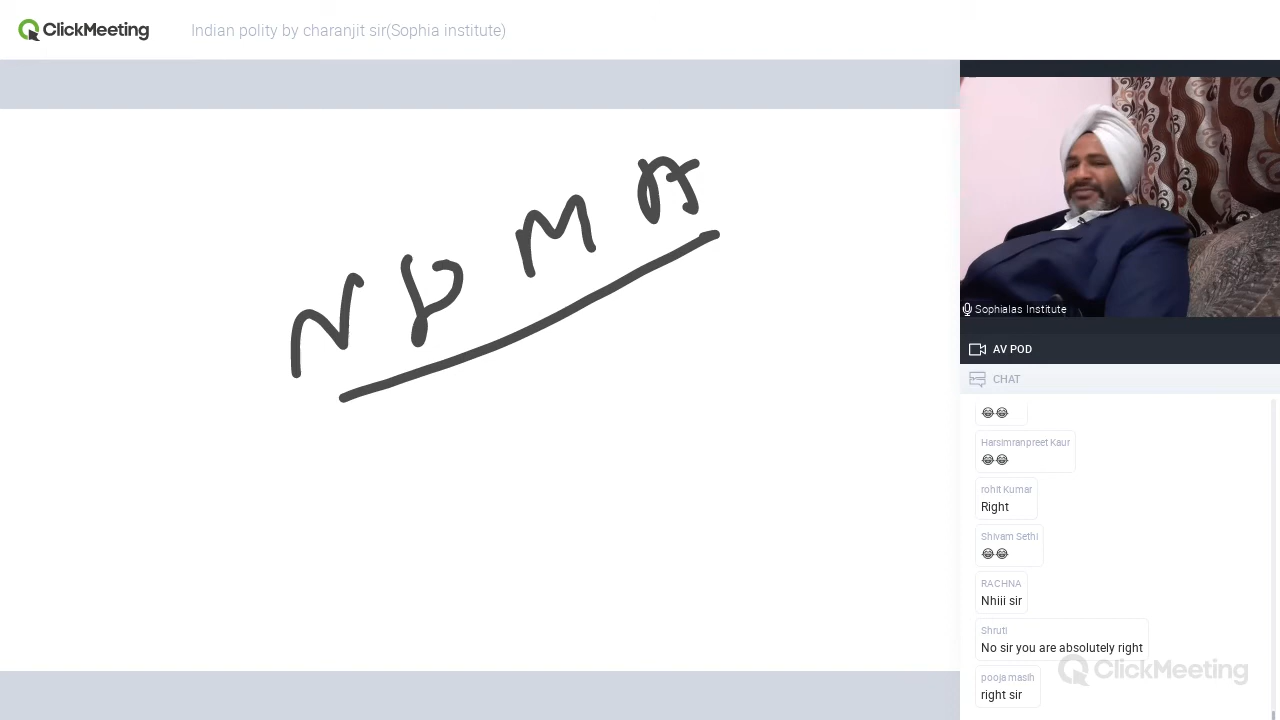 ClickMeeting
Indian polity by charanjit sir(Sophia institute)
N D M A
Sophialas Institute
AV POD
CHAT
😂😂
Harsimranpreet Kaur
😂😂
rohit Kumar
Right
Shivam Sethi
😂😂
RACHNA
Nhiii sir
Shruti
No sir you are absolutely right
ClickMeeting
pooja masih
right sir